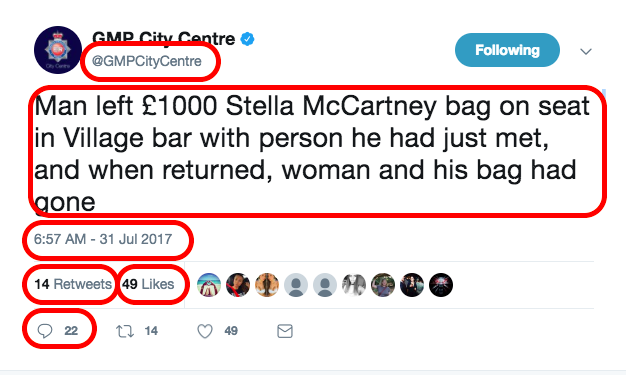 GMP City Centre
@GMPCityCentre
Following
Man left £1000 Stella McCartney bag on seat
in Village bar with person he had just met,
and when returned, woman and his bag had
gone
6:57 AM - 31 Jul 2017
14 Retweets 49 Likes
22 14 49